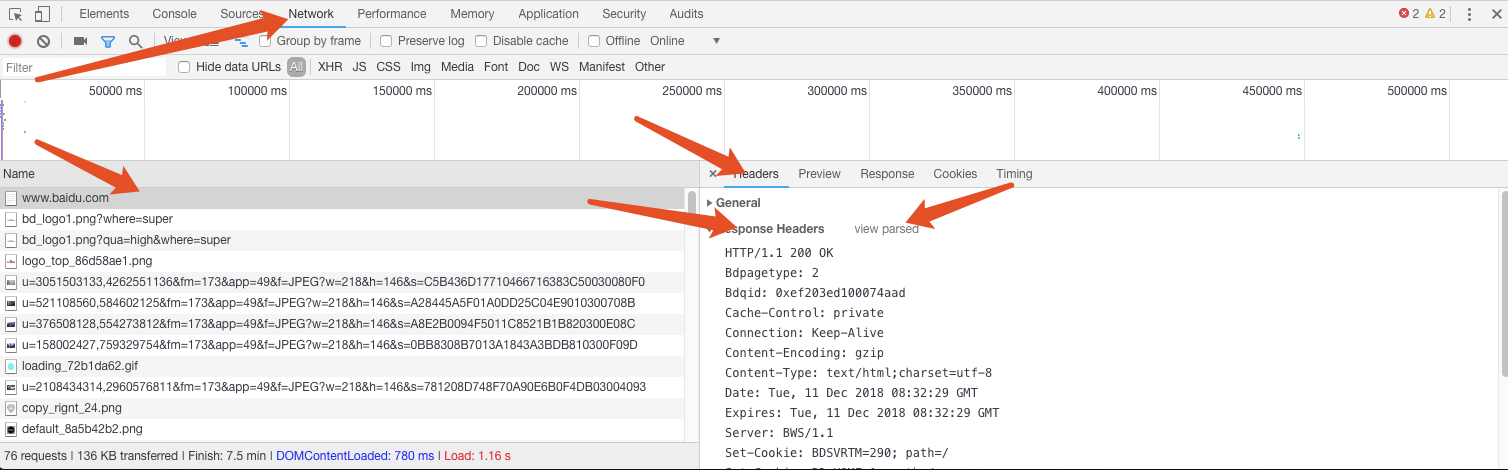 Elements Console Sources Network Performance Memory Application Security Audits 2 2
Group by frame Preserve log Disable cache Offline Online
Filter Hide data URLs All XHR JS CSS Img Media Font Doc WS Manifest Other
50000 ms 100000 ms 150000 ms 200000 ms 250000 ms 300000 ms 350000 ms 400000 ms 450000 ms 500000 ms
Name
www.baidu.com
bd_logo1.png?where=super
bd_logo1.png?qua=high&where=super
logo_top_86d58ae1.png
u=3051503133,4262551136&fm=173&app=49&f=JPEG?w=218&h=146&s=C5B436D17710466716383C50030080F0
u=521108560,584602125&fm=173&app=49&f=JPEG?w=218&h=146&s=A28445A5F01A0DD25C04E9010300708B
u=376508128,554273812&fm=173&app=49&f=JPEG?w=218&h=146&s=A8E2B0094F5011C8521B1B820300E08C
u=158002427,759329754&fm=173&app=49&f=JPEG?w=218&h=146&s=0BB8308B7013A1843A3BDB810300F09D
loading_72b1da62.gif
u=2108434314,2960576811&fm=173&app=49&f=JPEG?w=218&h=146&s=781208D748F70A90E6B0F4DB03004093
copy_rignt_24.png
default_8a5b42b2.png
76 requests | 136 KB transferred | Finish: 7.5 min | DOMContentLoaded: 780 ms | Load: 1.16 s
Headers Preview Response Cookies Timing
General
Response Headers view parsed
HTTP/1.1 200 OK
Bdpagetype: 2
Bdqid: 0xef203ed100074aad
Cache-Control: private
Connection: Keep-Alive
Content-Encoding: gzip
Content-Type: text/html;charset=utf-8
Date: Tue, 11 Dec 2018 08:32:29 GMT
Expires: Tue, 11 Dec 2018 08:32:29 GMT
Server: BWS/1.1
Set-Cookie: BDSVRTM=290; path=/